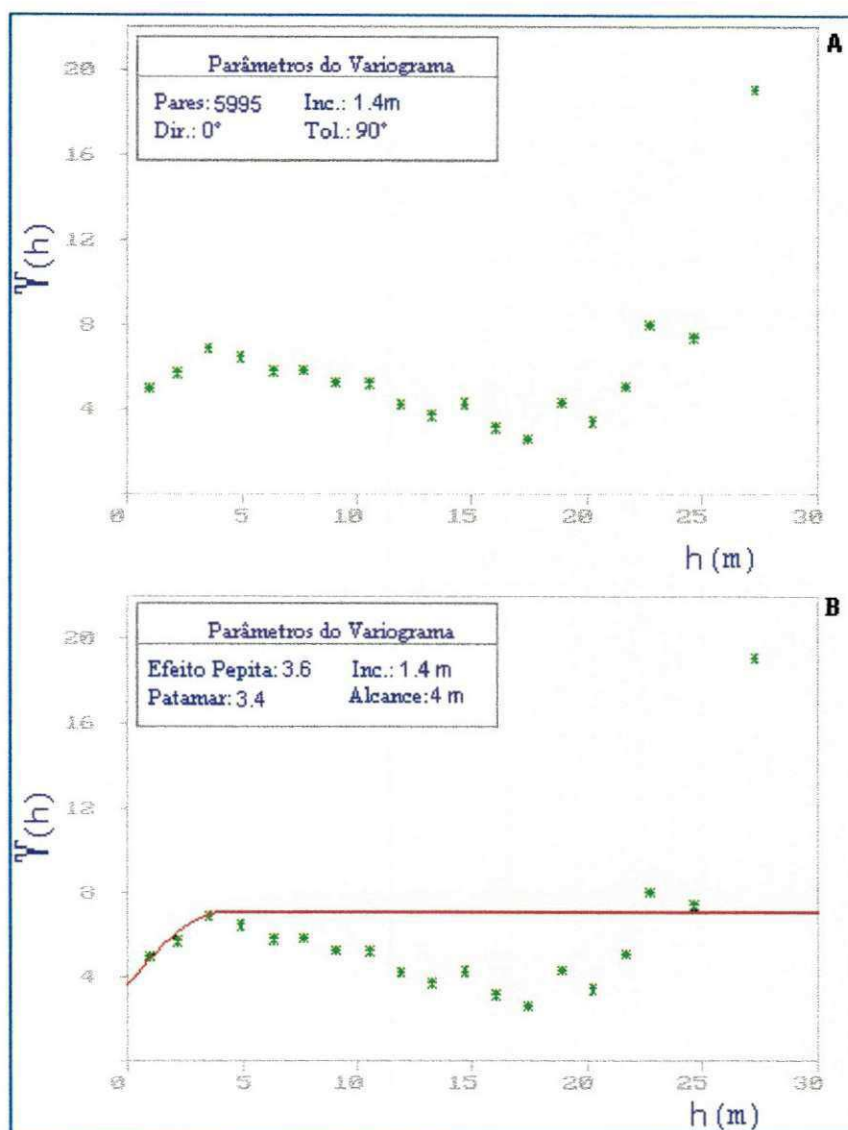 A
Parâmetros do Variograma
Pares: 5995 Inc.: 1.4m
Dir.: 0° Tol.: 90°
20
16
12
8
4
γ(h)
0 5 10 15 20 25 30
h (m)
B
Parâmetros do Variograma
Efeito Pepita: 3.6 Inc.: 1.4 m
Patamar: 3.4 Alcance: 4 m
20
16
12
8
4
γ(h)
0 5 10 15 20 25 30
h (m)